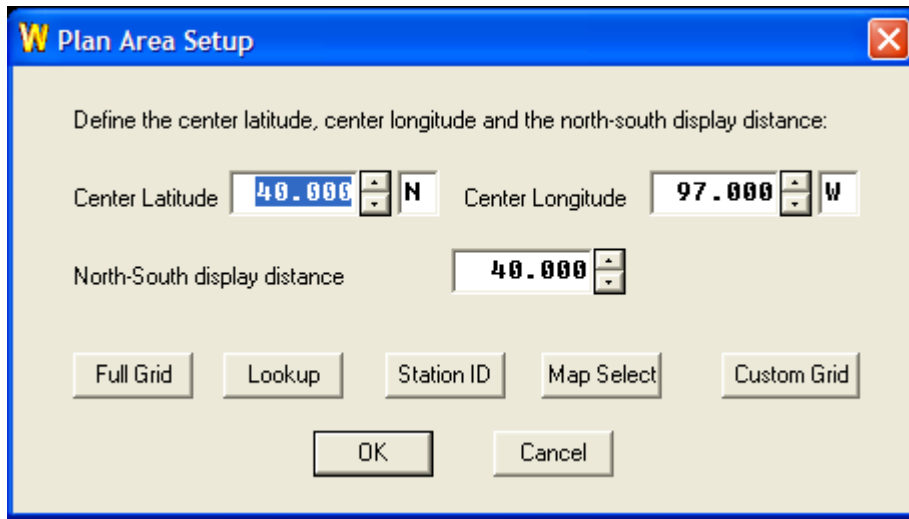 W Plan Area Setup
Define the center latitude, center longitude and the north-south display distance:
Center Latitude 40.000 N Center Longitude 97.000 W
North-South display distance 40.000
Full Grid Lookup Station ID Map Select Custom Grid
OK Cancel